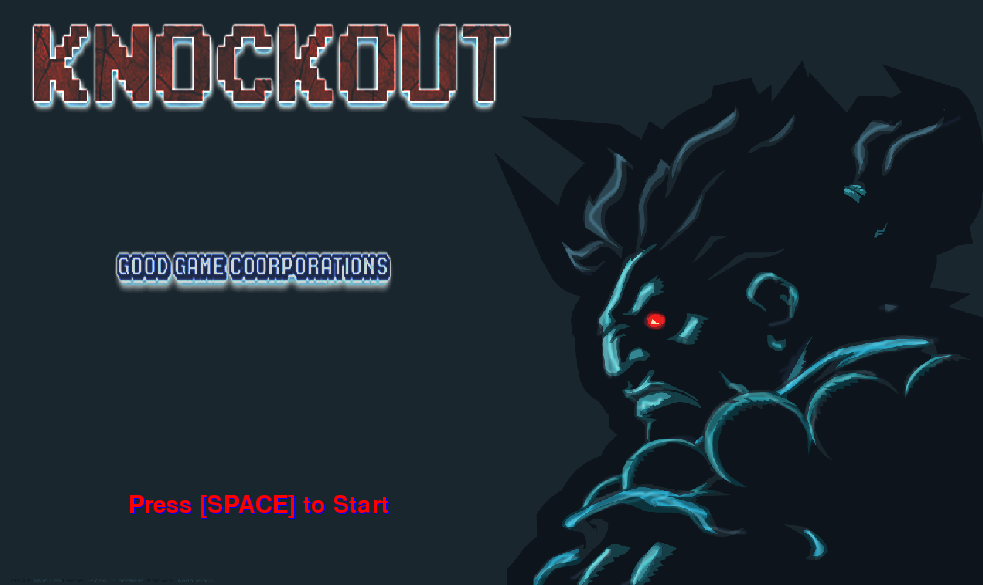 KNOCKOUT
GOOD GAME COORPORATIONS
Press [SPACE] to Start